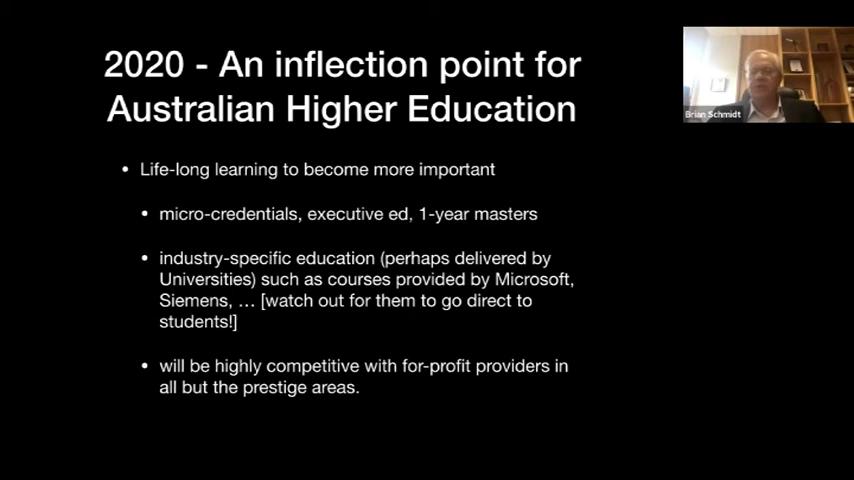 2020 - An inflection point for
Australian Higher Education
• Life-long learning to become more important
• micro-credentials, executive ed, 1-year masters
• industry-specific education (perhaps delivered by
Universities) such as courses provided by Microsoft,
Siemens, … [watch out for them to go direct to
students!]
• will be highly competitive with for-profit providers in
all but the prestige areas.
Brian Schmidt